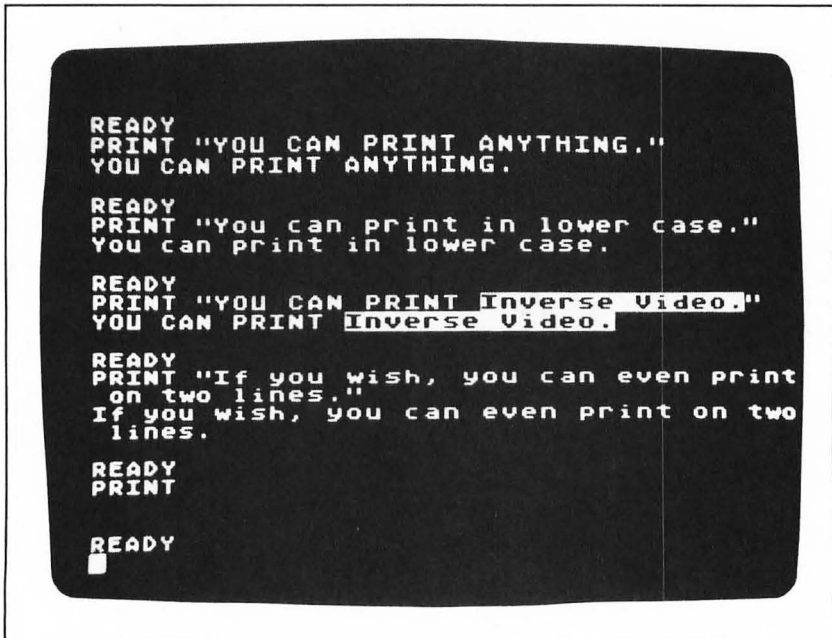 READY
PRINT "YOU CAN PRINT ANYTHING."
YOU CAN PRINT ANYTHING.
READY
PRINT "You can print in lower case."
You can print in lower case.
READY
PRINT "YOU CAN PRINT Inverse Video."
YOU CAN PRINT Inverse Video.
READY
PRINT "If you wish, you can even print
on two lines."
If you wish, you can even print on two
lines.
READY
PRINT
READY